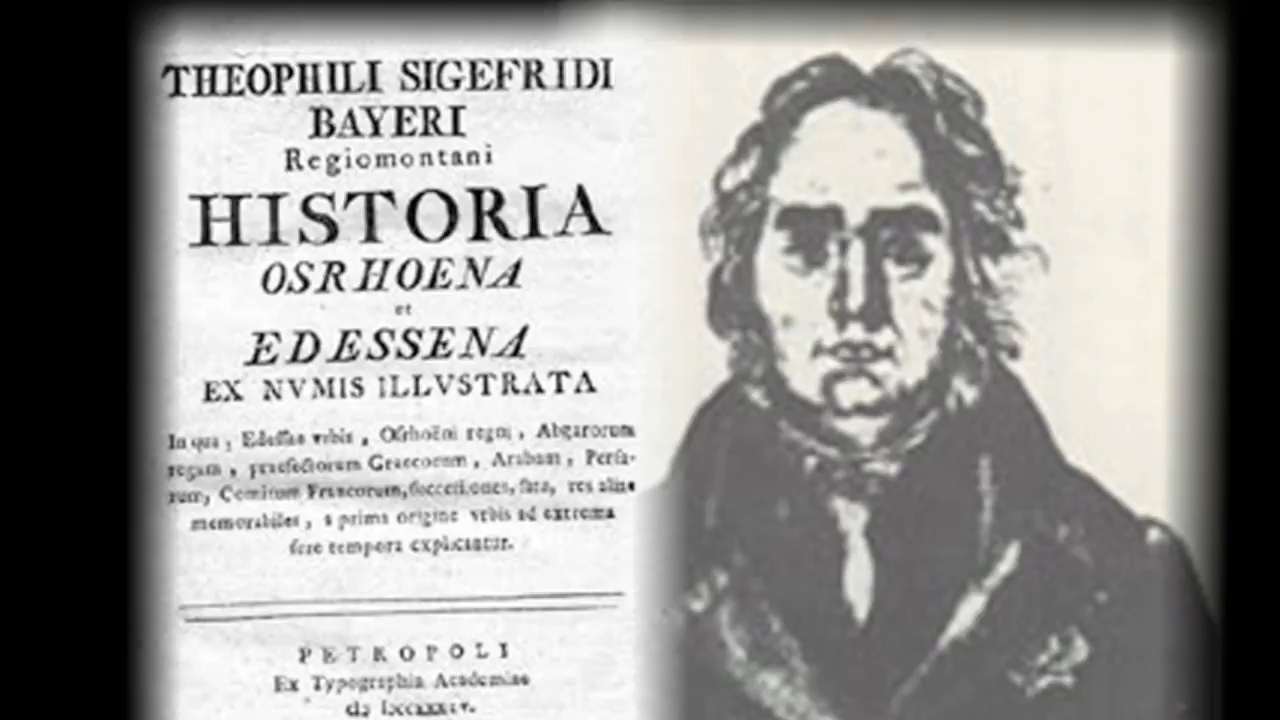 THEOPHILI SIGEFRIDI
BAYERI
Regiomontani
HISTORIA
OSRHOENA
et
EDESSENA
EX NVMIS ILLVSTRATA
In qua, Edessae vrbis, Osrhoëni regni, Abgarorum
regum, praefectorum Graecorum, Arabum, Persa-
rum, Comitum Francorum, successiones, fata, res aliae
memorabiles, a prima origine vrbis ad extrema
fere tempora explicantur.
PETROPOLI
Ex Typographia Academiae